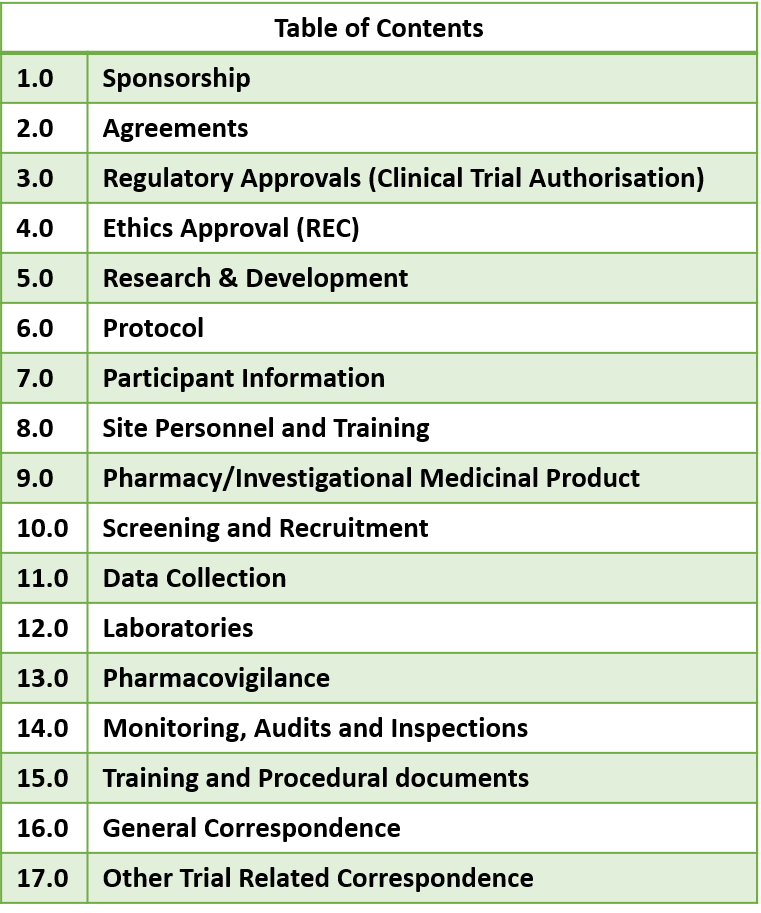 Table of Contents
1.0 Sponsorship
2.0 Agreements
3.0 Regulatory Approvals (Clinical Trial Authorisation)
4.0 Ethics Approval (REC)
5.0 Research & Development
6.0 Protocol
7.0 Participant Information
8.0 Site Personnel and Training
9.0 Pharmacy/Investigational Medicinal Product
10.0 Screening and Recruitment
11.0 Data Collection
12.0 Laboratories
13.0 Pharmacovigilance
14.0 Monitoring, Audits and Inspections
15.0 Training and Procedural documents
16.0 General Correspondence
17.0 Other Trial Related Correspondence